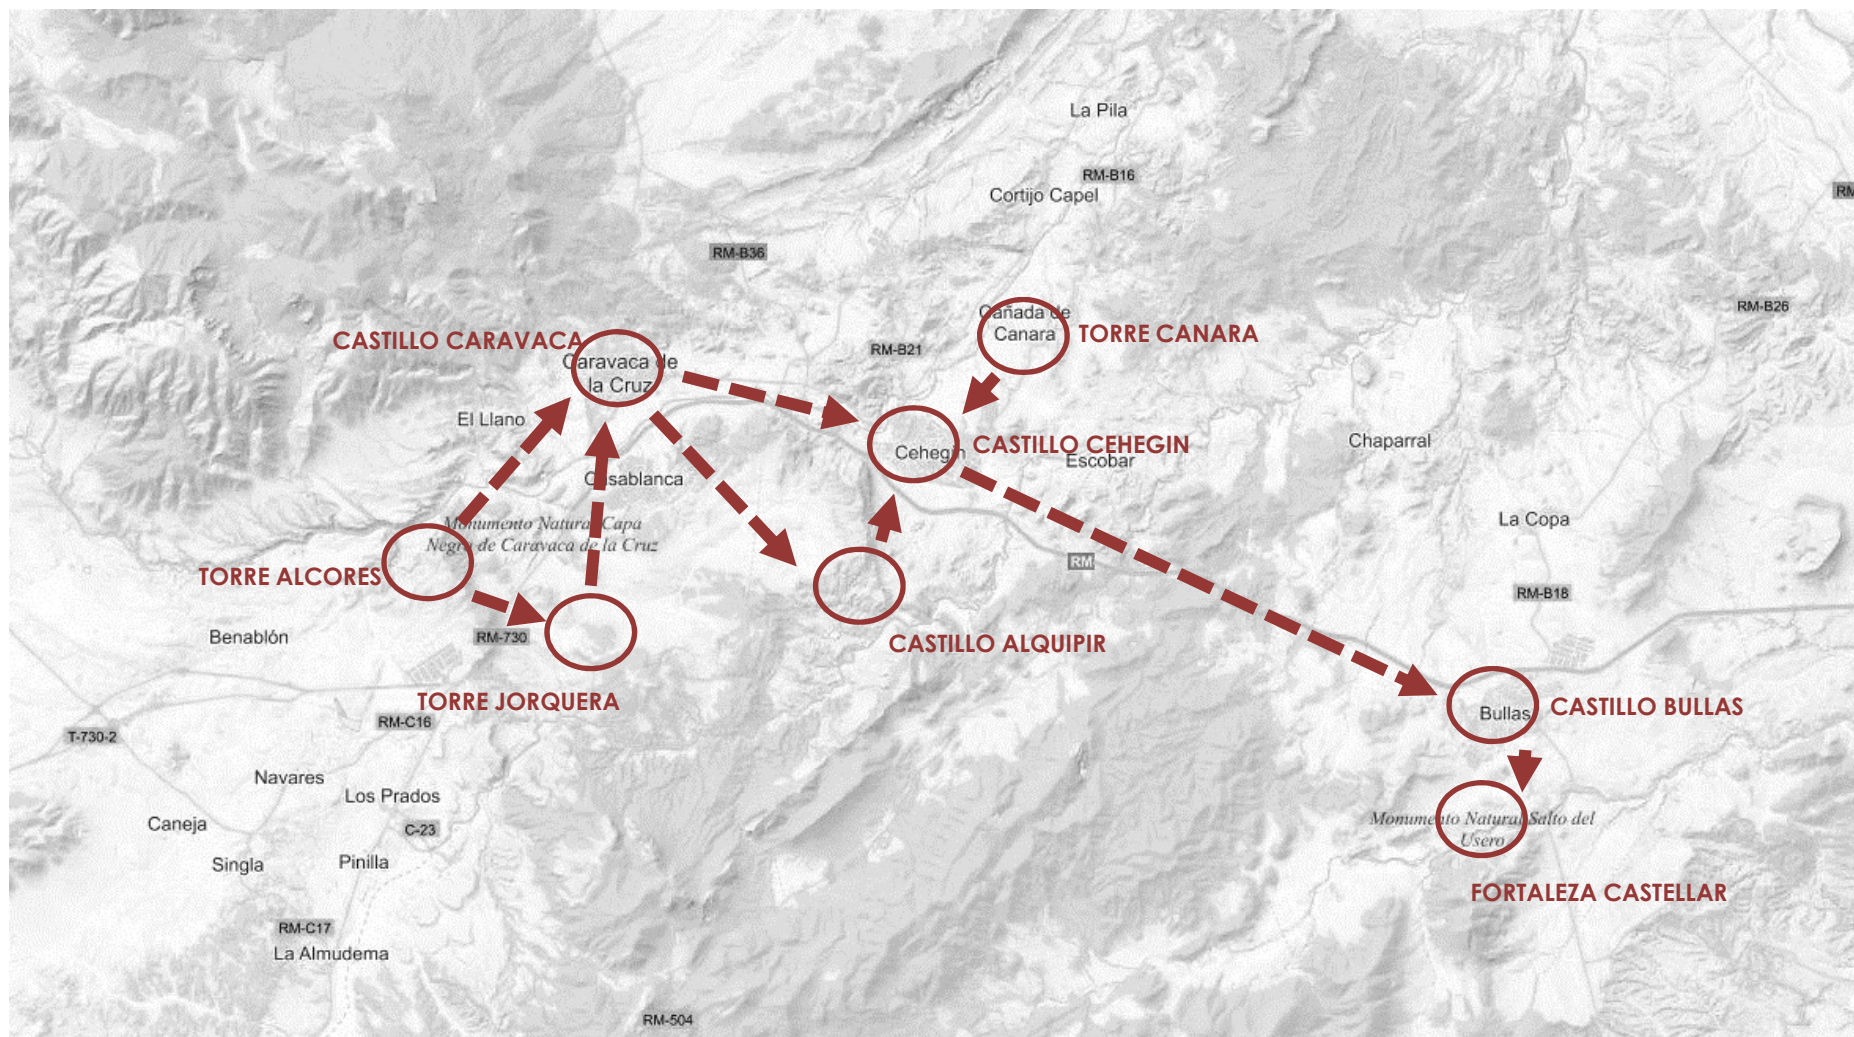 La Pila
RM-B16
Cortijo Capel
RM
RM-B36
RM-B26
Cañada de
Canara
TORRE CANARA
CASTILLO CARAVACA
RM-B21
Caravaca de
la Cruz
El Llano
CASTILLO CEHEGIN
Cehegín
Escobar
Chaparral
Casablanca
Monumento Natural Capa
Negra de Caravaca de la Cruz
La Copa
RM
TORRE ALCORES
RM-B18
Benablón
RM-730
CASTILLO ALQUIPIR
TORRE JORQUERA
RM-C16
T-730-2
Bullas
CASTILLO BULLAS
Navares
Los Prados
Caneja
C-23
Monumento Natural Salto del
Usero
Singla
Pinilla
FORTALEZA CASTELLAR
RM-C17
La Almudema
RM-504